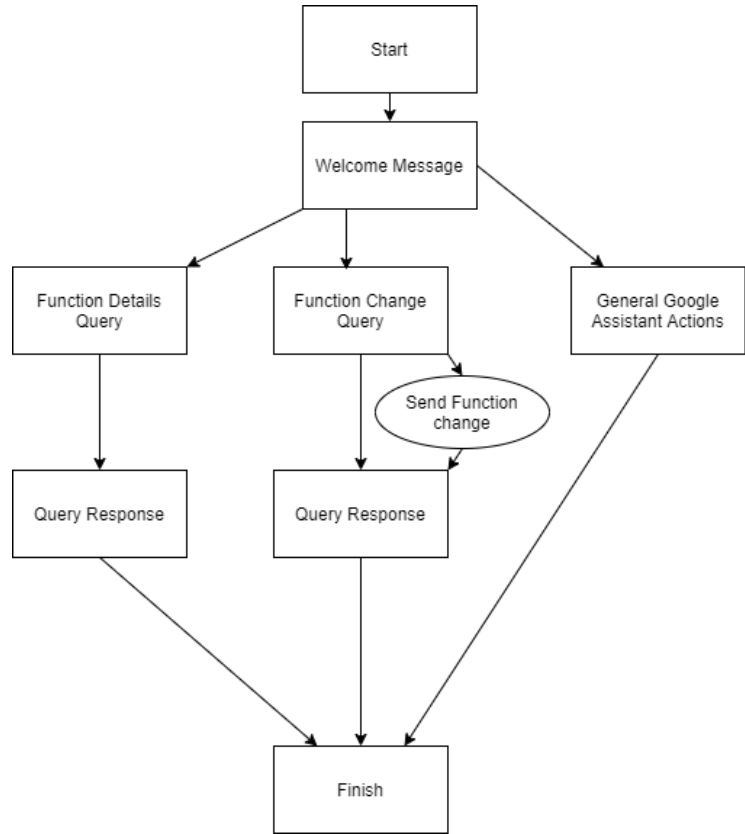 Start
Welcome Message
Function Details
Query
Function Change
Query
General Google
Assistant Actions
Send Function
change
Query Response
Query Response
Finish